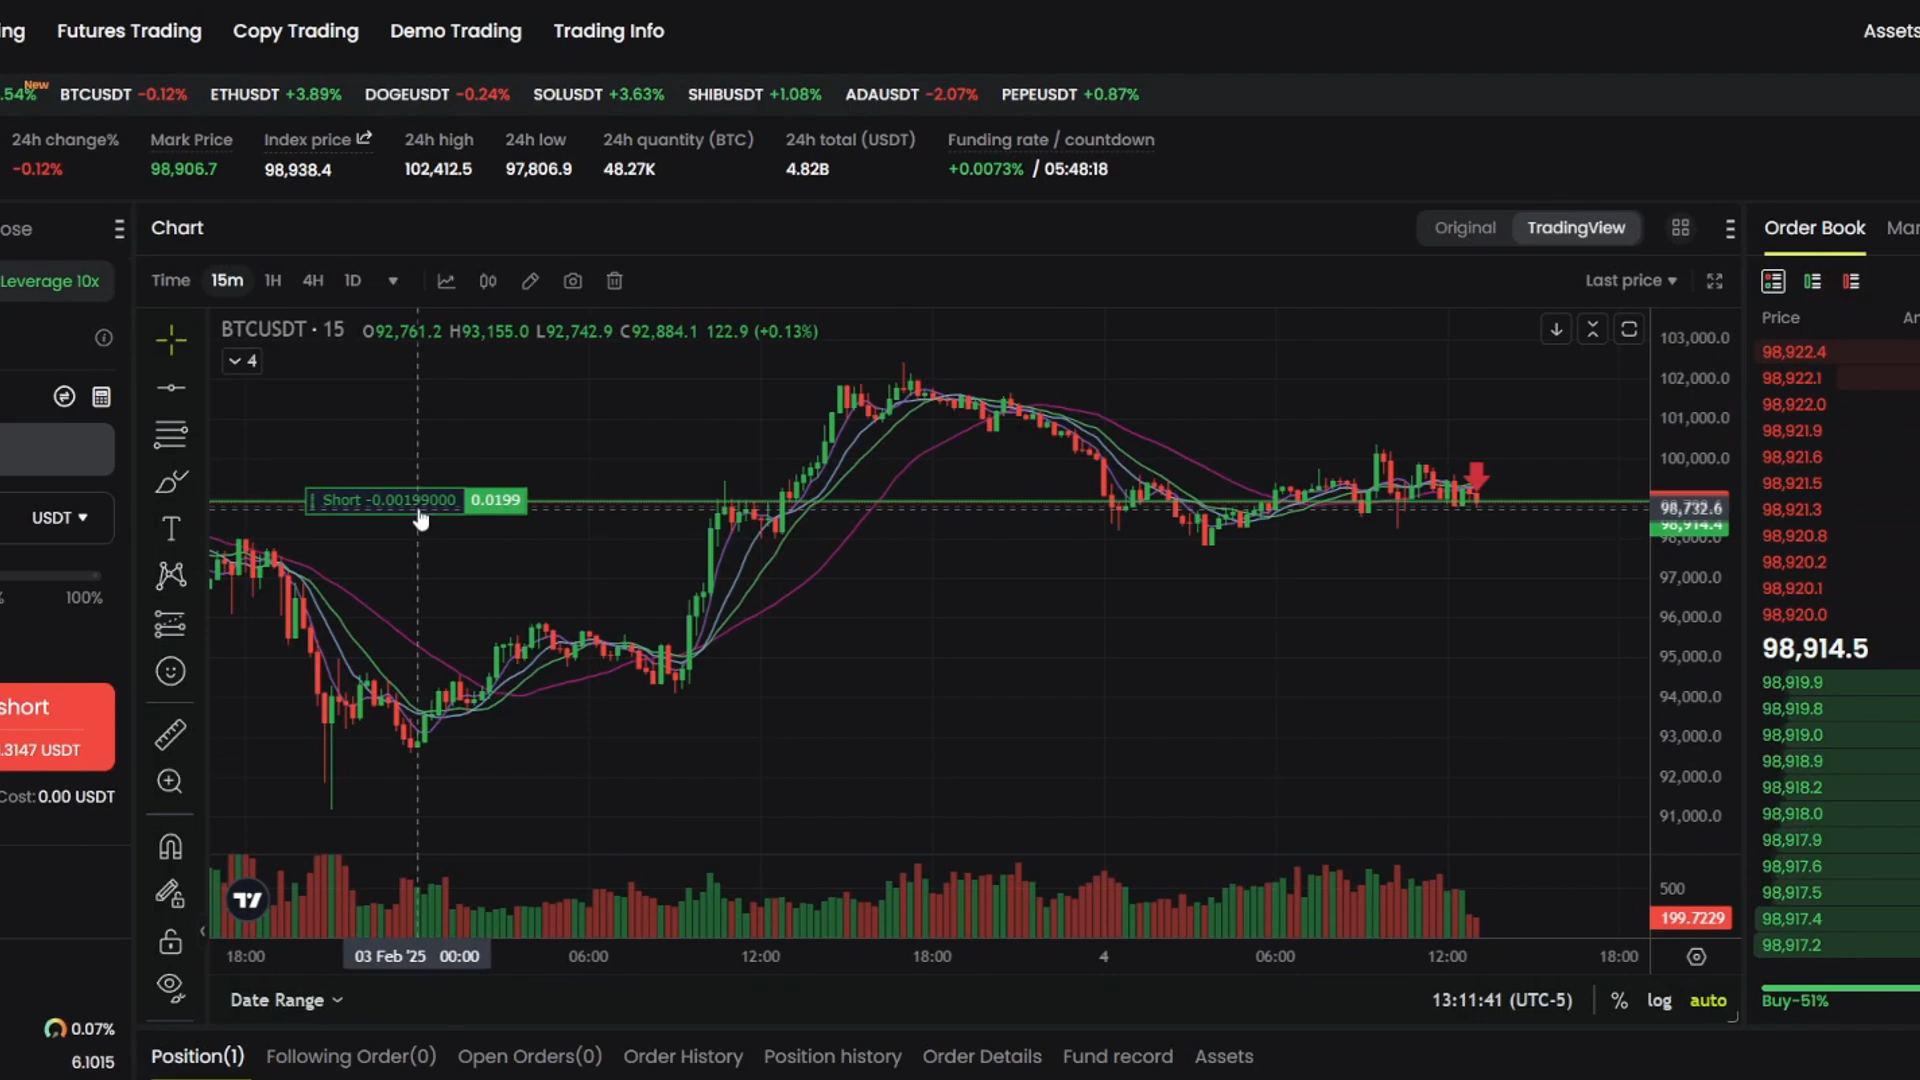 ing Futures Trading Copy Trading Demo Trading Trading Info Assets
.54% New BTCUSDT -0.12% ETHUSDT +3.89% DOGEUSDT -0.24% SOLUSDT +3.63% SHIBUSDT +1.08% ADAUSDT -2.07% PEPEUSDT +0.87%
24h change% Mark Price Index price 24h high 24h low 24h quantity (BTC) 24h total (USDT) Funding rate / countdown
-0.12% 98,906.7 98,938.4 102,412.5 97,806.9 48.27K 4.82B +0.0073% / 05:48:18
ose
Leverage 10x
USDT
100%
short
.3147 USDT
Cost: 0.00 USDT
0.07%
6.1015
Chart Original TradingView
Time 15m 1H 4H 1D Last price
BTCUSDT · 15 O92,761.2 H93,155.0 L92,742.9 C92,884.1 122.9 (+0.13%)
4
Short -0.00199000 0.0199
103,000.0
102,000.0
101,000.0
100,000.0
98,732.6
98,914.4
98,000.0
97,000.0
96,000.0
95,000.0
94,000.0
93,000.0
92,000.0
91,000.0
500
199.7229
18:00 03 Feb '25 00:00 06:00 12:00 18:00 4 06:00 12:00 18:00
Date Range 13:11:41 (UTC-5) % log auto
Position(1) Following Order(0) Open Orders(0) Order History Position history Order Details Fund record Assets
Order Book Mar
Price Am
98,922.4
98,922.1
98,922.0
98,921.9
98,921.6
98,921.5
98,921.3
98,920.8
98,920.2
98,920.1
98,920.0
98,914.5
98,919.9
98,919.8
98,919.0
98,918.9
98,918.2
98,918.0
98,917.9
98,917.6
98,917.5
98,917.4
98,917.2
Buy-51%